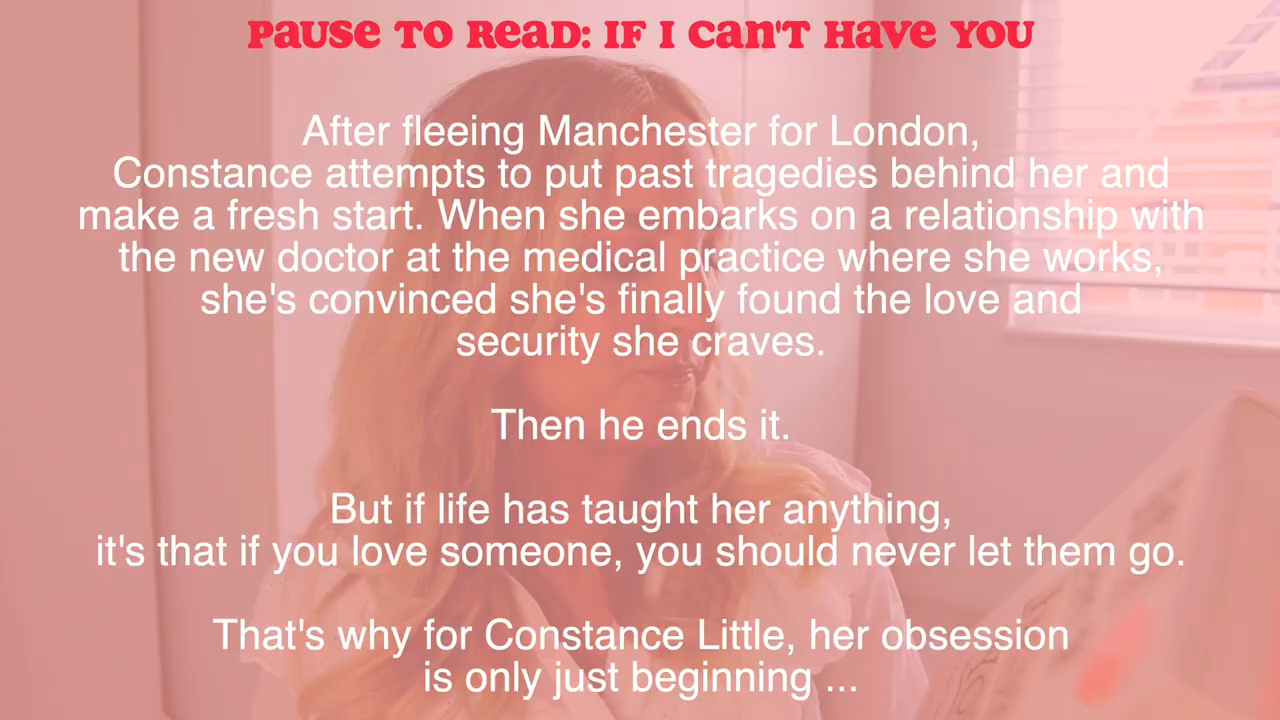 PAUSE TO READ: IF I CAN'T HAVE YOU
After fleeing Manchester for London,
Constance attempts to put past tragedies behind her and
make a fresh start. When she embarks on a relationship with
the new doctor at the medical practice where she works,
she's convinced she's finally found the love and
security she craves.
Then he ends it.
But if life has taught her anything,
it's that if you love someone, you should never let them go.
That's why for Constance Little, her obsession
is only just beginning ...